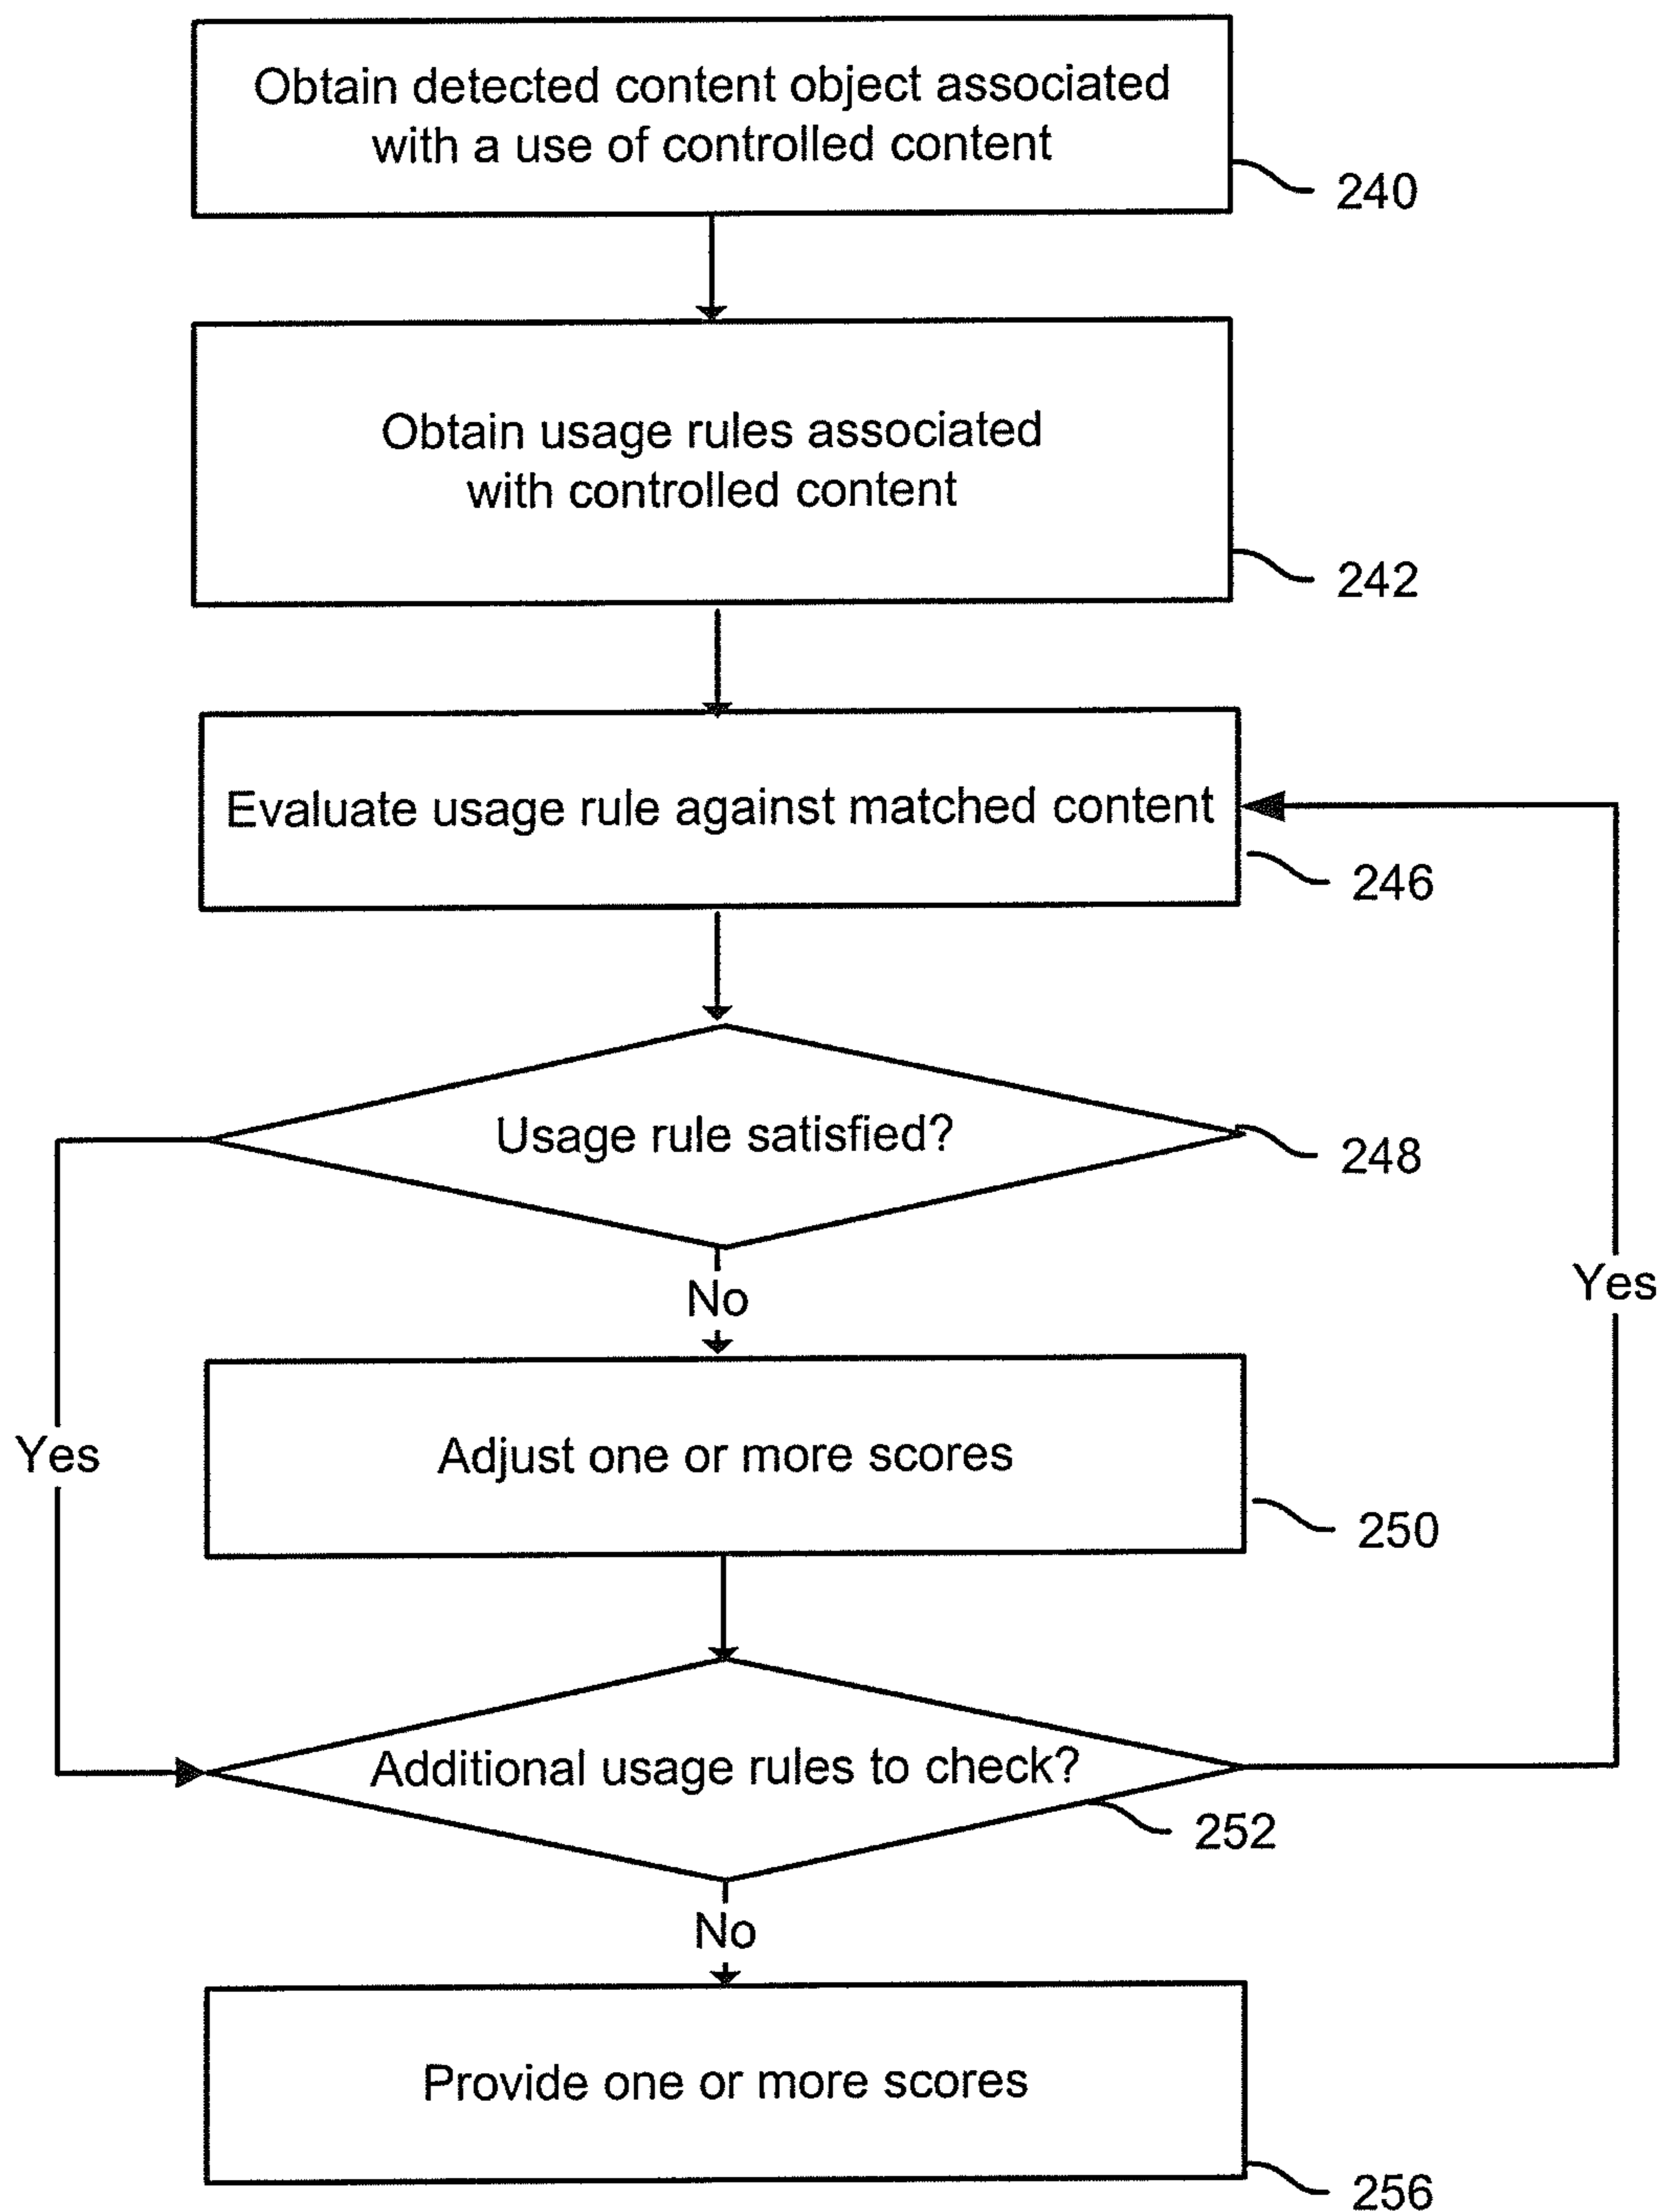 Obtain detected content object associated
with a use of controlled content
240
Obtain usage rules associated
with controlled content
242
Evaluate usage rule against matched content
246
Usage rule satisfied?
248
No
Yes
Yes
Adjust one or more scores
250
Additional usage rules to check?
252
No
Provide one or more scores
256